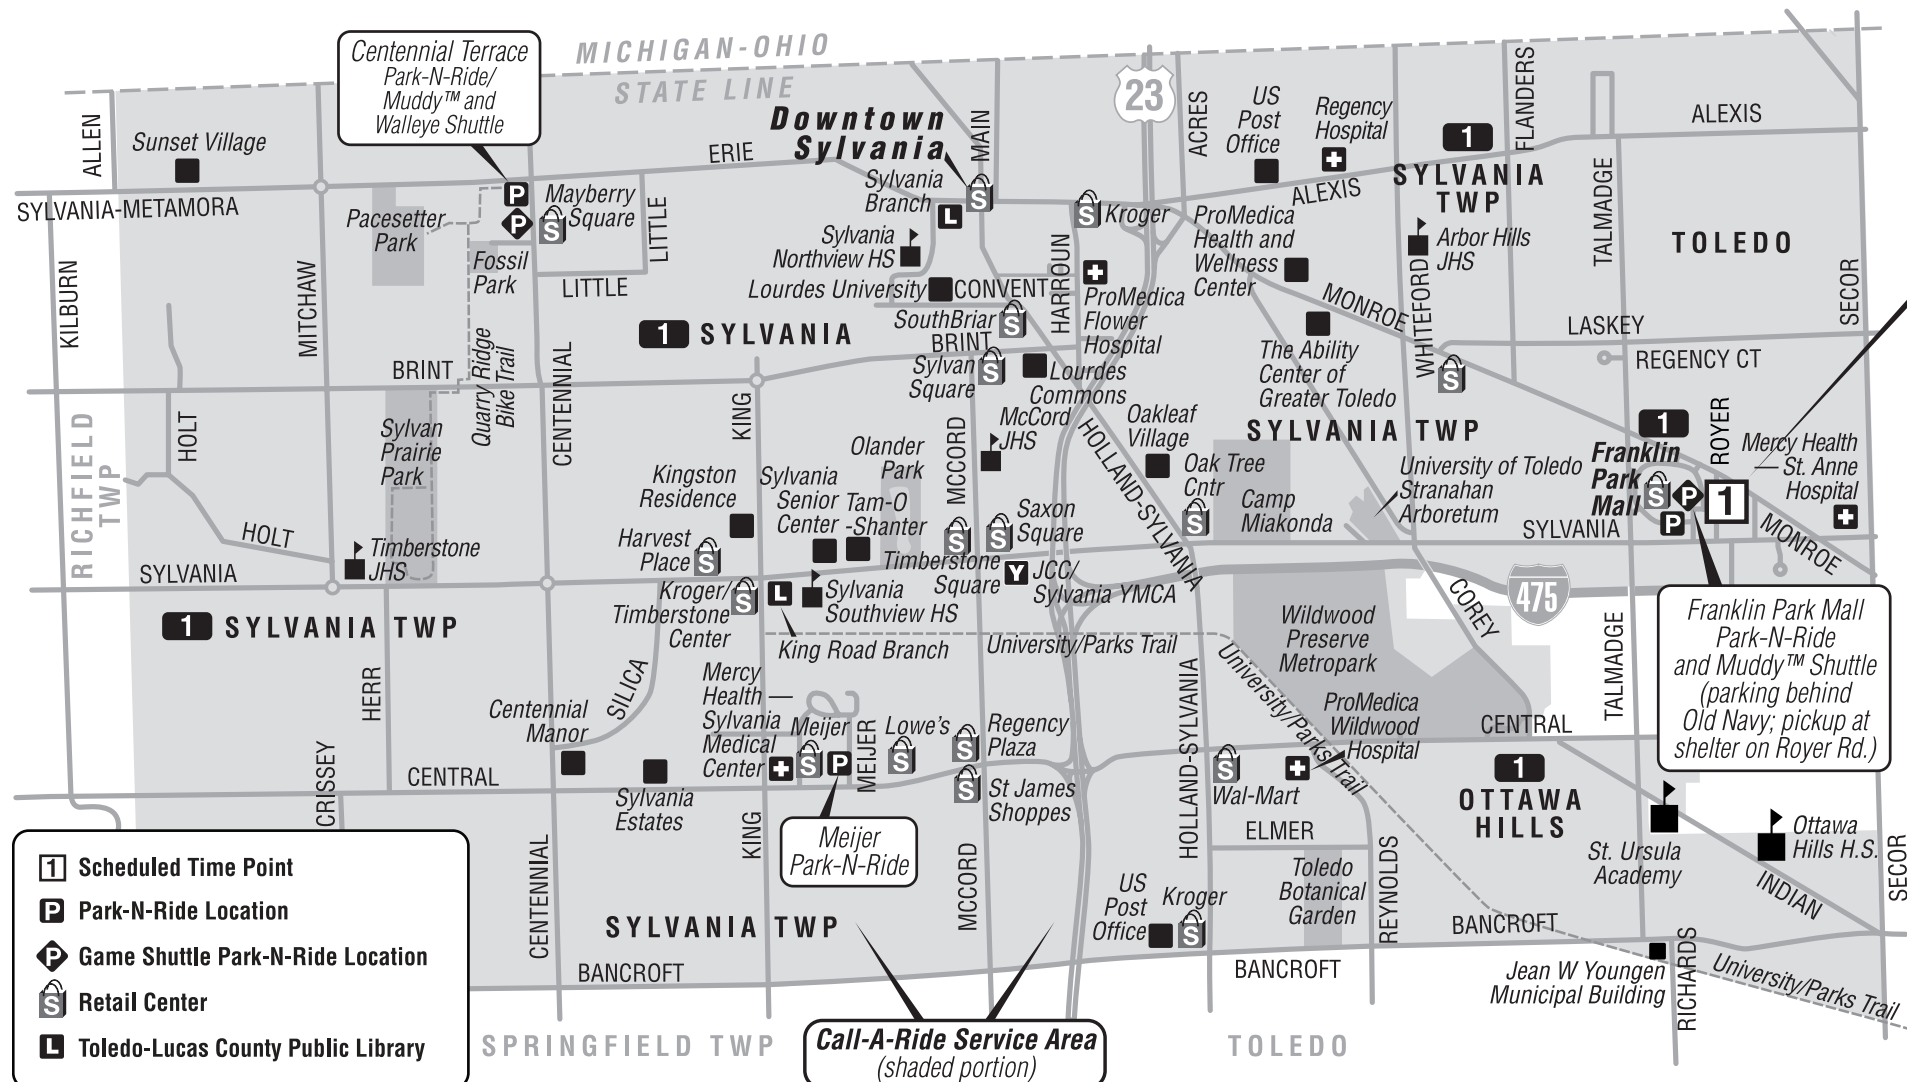 MICHIGAN-OHIO
STATE LINE
Centennial Terrace
Park-N-Ride/
Muddy™ and
Walleye Shuttle
23
ALLEN
Sunset Village
SYLVANIA-METAMORA
KILBURN
MITCHAW
Pacesetter
Park
P
P
S
Mayberry
Square
Fossil
Park
LITTLE
LITTLE
ERIE
Downtown
Sylvania
MAIN
Sylvania
Branch
L
S
Sylvania
Northview HS
Lourdes University
CONVENT
SouthBriar
S
BRINT
HARROUN
S
Kroger
ProMedica
Flower
Hospital
ACRES
US
Post
Office
Regency
Hospital
ALEXIS
1
SYLVANIA
TWP
FLANDERS
ALEXIS
TALMADGE
TOLEDO
SECOR
ProMedica
Health and
Wellness
Center
Arbor Hills
JHS
WHITEFORD
MONROE
LASKEY
REGENCY CT
The Ability
Center of
Greater Toledo
S
1 SYLVANIA
BRINT
Quarry Ridge
Bike Trail
CENTENNIAL
Sylvan
Prairie
Park
RICHFIELD
TWP
HOLT
HOLT
Timberstone
JHS
SYLVANIA
1 SYLVANIA TWP
KING
Kingston
Residence
Harvest
Place
S
Kroger/
Timberstone
Center
S
Sylvania
Senior
Center
Tam-O
-Shanter
Olander
Park
MCCORD
Sylvan
Square
S
Lourdes
Commons
McCord
JHS
S
Timberstone
Square
S
Saxon
Square
Y
JCC/
Sylvania YMCA
L
Sylvania
Southview HS
King Road Branch
University/Parks Trail
HOLLAND-SYLVANIA
Oakleaf
Village
Oak Tree
Cntr
S
SYLVANIA TWP
Camp
Miakonda
University of Toledo
Stranahan
Arboretum
SYLVANIA
1
Franklin
Park
Mall
S
P
P
1
ROYER
Mercy Health
— St. Anne
Hospital
MONROE
475
COREY
Franklin Park Mall
Park-N-Ride
and Muddy™ Shuttle
(parking behind
Old Navy; pickup at
shelter on Royer Rd.)
Wildwood
Preserve
Metropark
University/Parks Trail
HOLLAND-SYLVANIA
ProMedica
Wildwood
Hospital
CENTRAL
TALMADGE
HERR
SILICA
Centennial
Manor
CRISSEY
CENTRAL
Sylvania
Estates
Mercy
Health —
Sylvania
Medical
Center
Meijer
S
P
MEIJER
Lowe's
S
Regency
Plaza
S
St James
Shoppes
S
Meijer
Park-N-Ride
KING
CENTENNIAL
MCCORD
S
Wal-Mart
ELMER
Toledo
Botanical
Garden
REYNOLDS
1
OTTAWA
HILLS
St. Ursula
Academy
Ottawa
Hills H.S.
INDIAN
SECOR
US
Post
Office
Kroger
S
SYLVANIA TWP
BANCROFT
BANCROFT
BANCROFT
Jean W Youngen
Municipal Building
RICHARDS
University/Parks Trail
Call-A-Ride Service Area
(shaded portion)
SPRINGFIELD TWP
TOLEDO
1 Scheduled Time Point
P Park-N-Ride Location
P Game Shuttle Park-N-Ride Location
S Retail Center
L Toledo-Lucas County Public Library